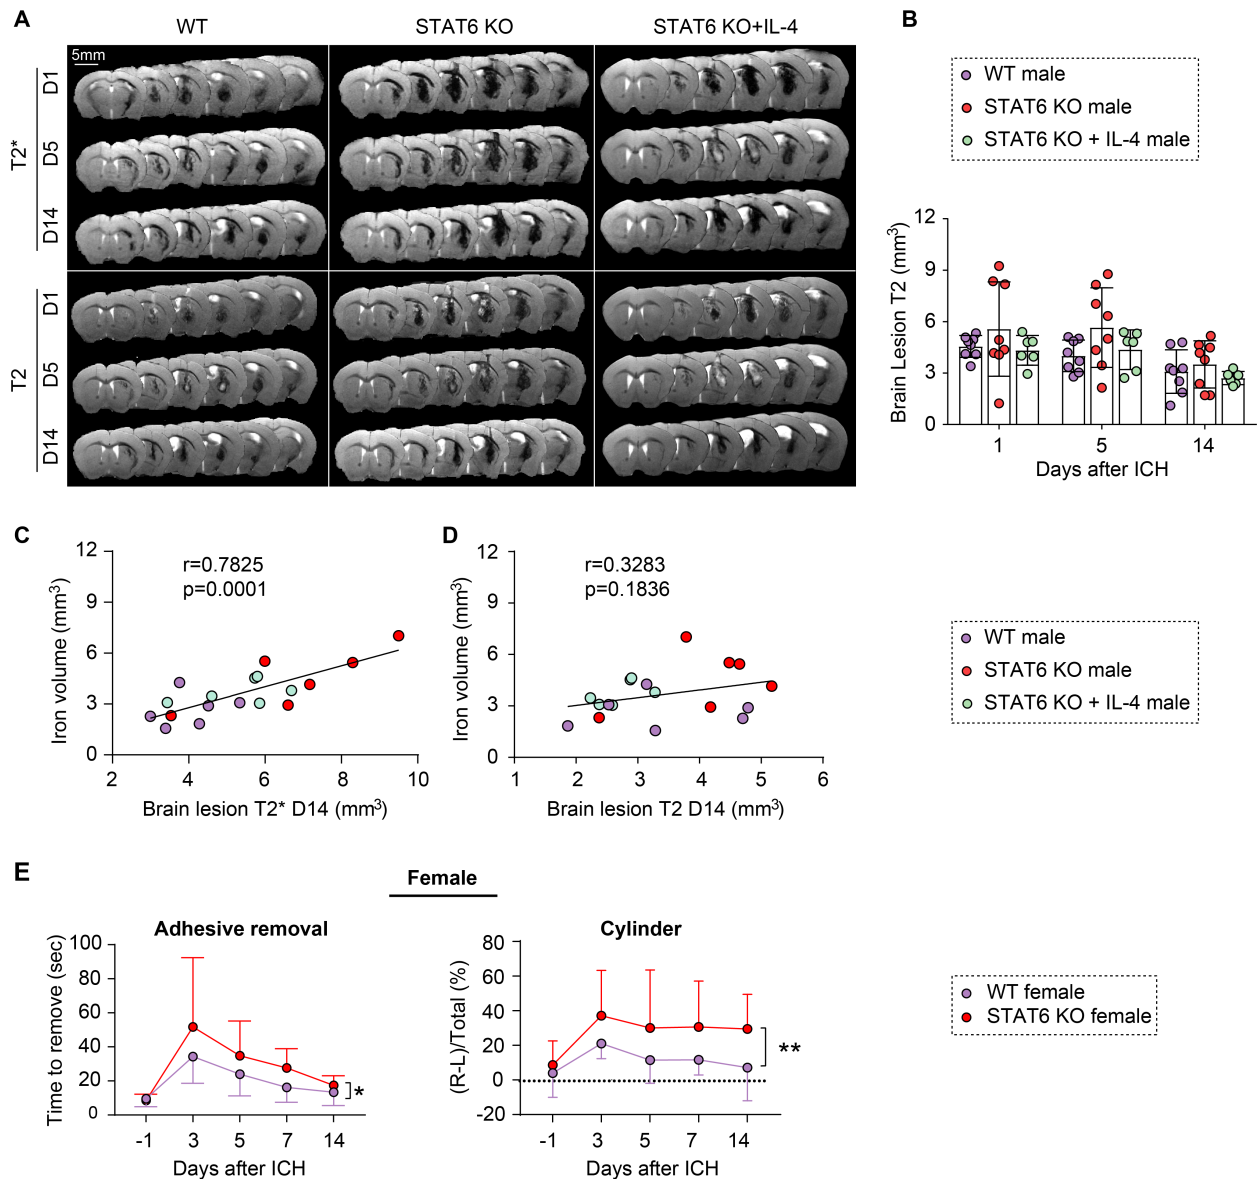 A
WT
STAT6 KO
STAT6 KO+IL-4
5mm
T2*
D1
D5
D14
T2
D1
D5
D14
B
WT male
STAT6 KO male
STAT6 KO + IL-4 male
Brain Lesion T2 (mm³)
12
9
6
3
0
1
5
14
Days after ICH
C
r=0.7825
p=0.0001
Iron volume (mm³)
12
9
6
3
0
2
4
6
8
10
Brain lesion T2* D14 (mm³)
D
r=0.3283
p=0.1836
Iron volume (mm³)
12
9
6
3
0
1
2
3
4
5
6
Brain lesion T2 D14 (mm³)
WT male
STAT6 KO male
STAT6 KO + IL-4 male
E
Female
Adhesive removal
Time to remove (sec)
100
80
60
40
20
0
*
-1
3
5
7
14
Days after ICH
Cylinder
(R-L)/Total (%)
80
60
40
20
0
-20
**
-1
3
5
7
14
Days after ICH
WT female
STAT6 KO female